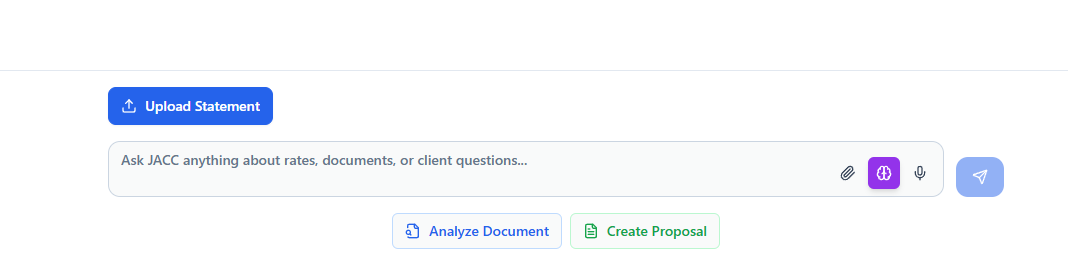 Upload Statement
Ask JACC anything about rates, documents, or client questions...
Analyze Document
Create Proposal